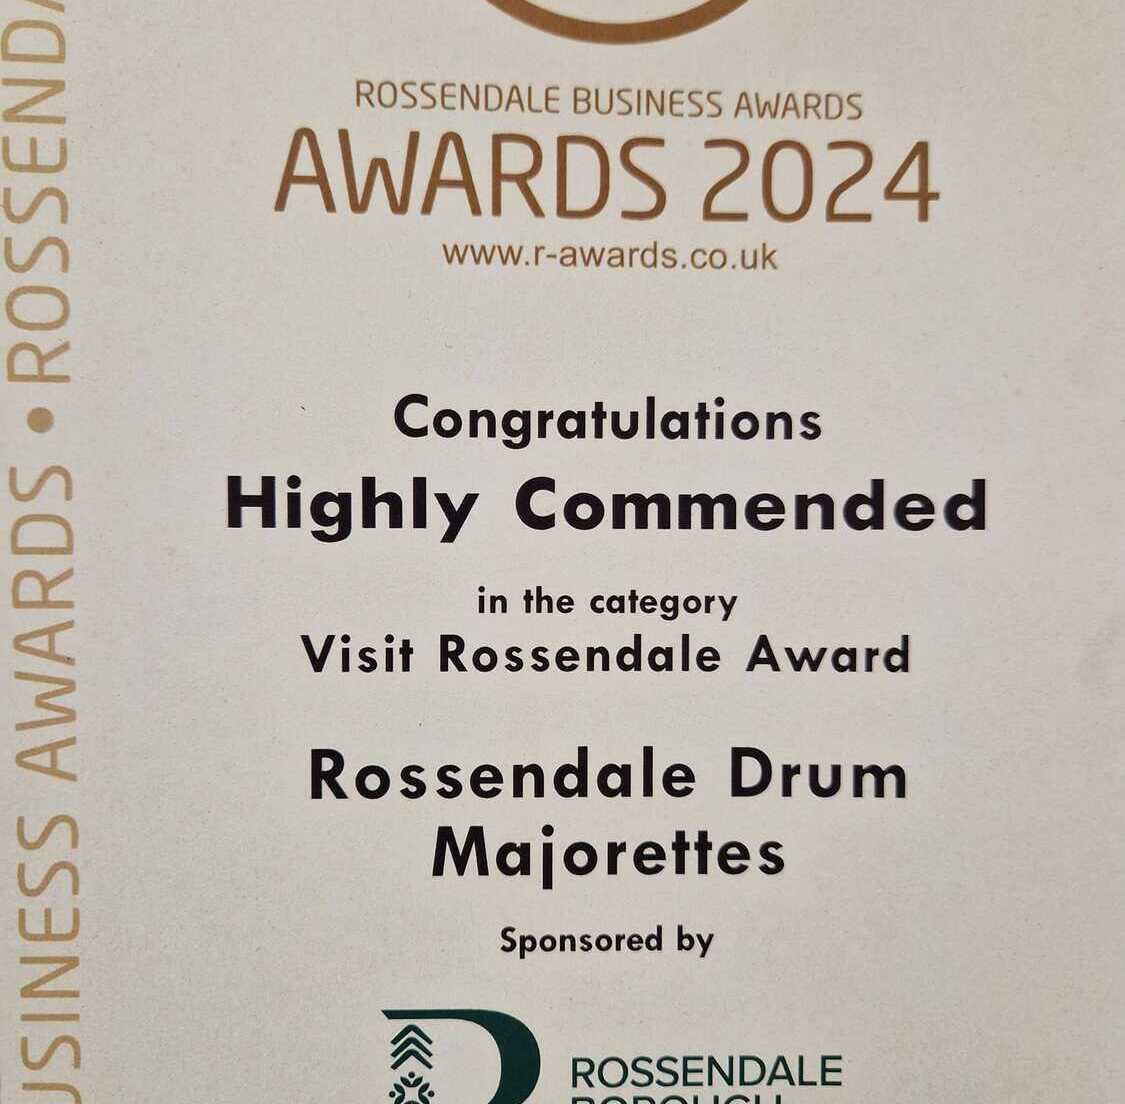 ROSSENDALE BUSINESS AWARDS
AWARDS 2024
www.r-awards.co.uk
Congratulations
Highly Commended
in the category
Visit Rossendale Award
Rossendale Drum
Majorettes
Sponsored by
ROSSENDALE
BOROUGH
USINESS AWARDS • ROSSENDA